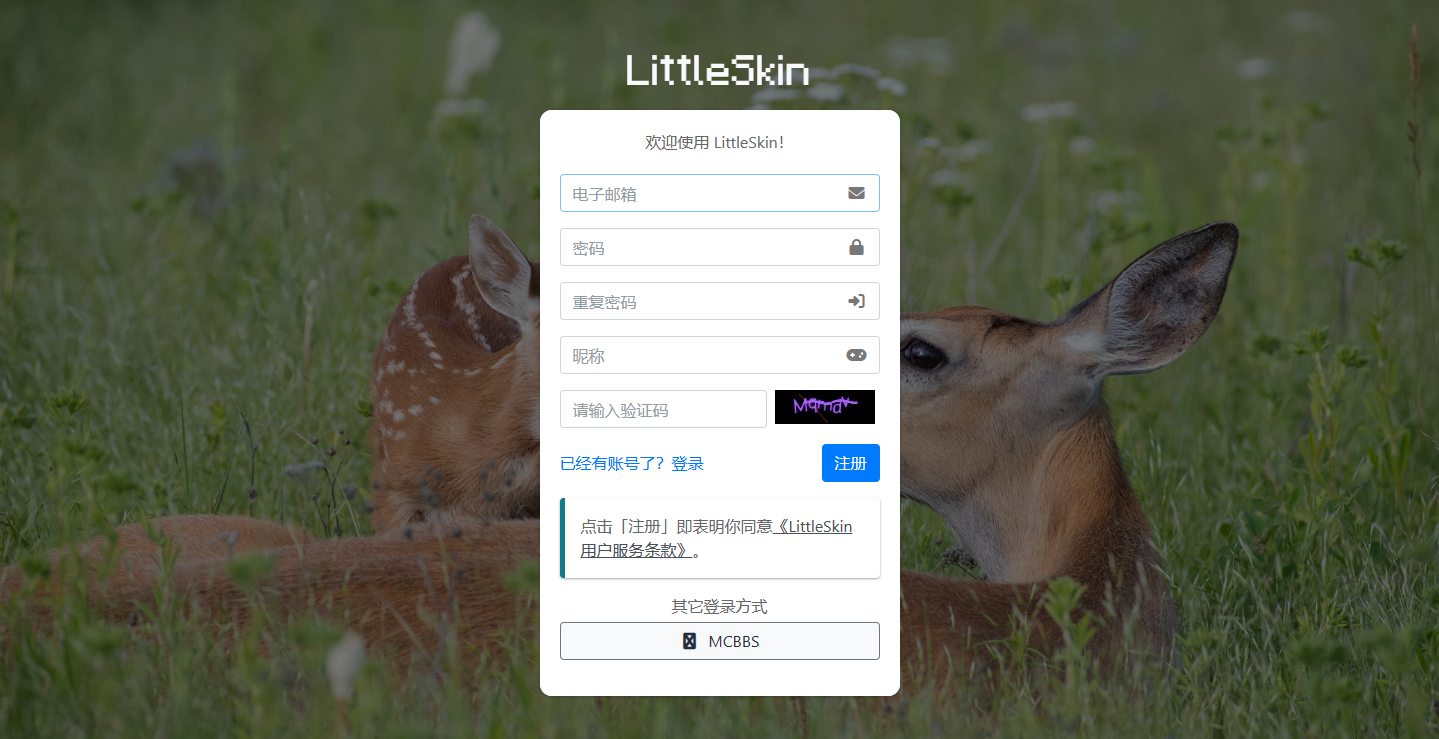 LittleSkin
欢迎使用 LittleSkin！
电子邮箱
密码
重复密码
昵称
请输入验证码
已经有账号了？登录
注册
点击「注册」即表明你同意《LittleSkin
用户服务条款》。
其它登录方式
MCBBS